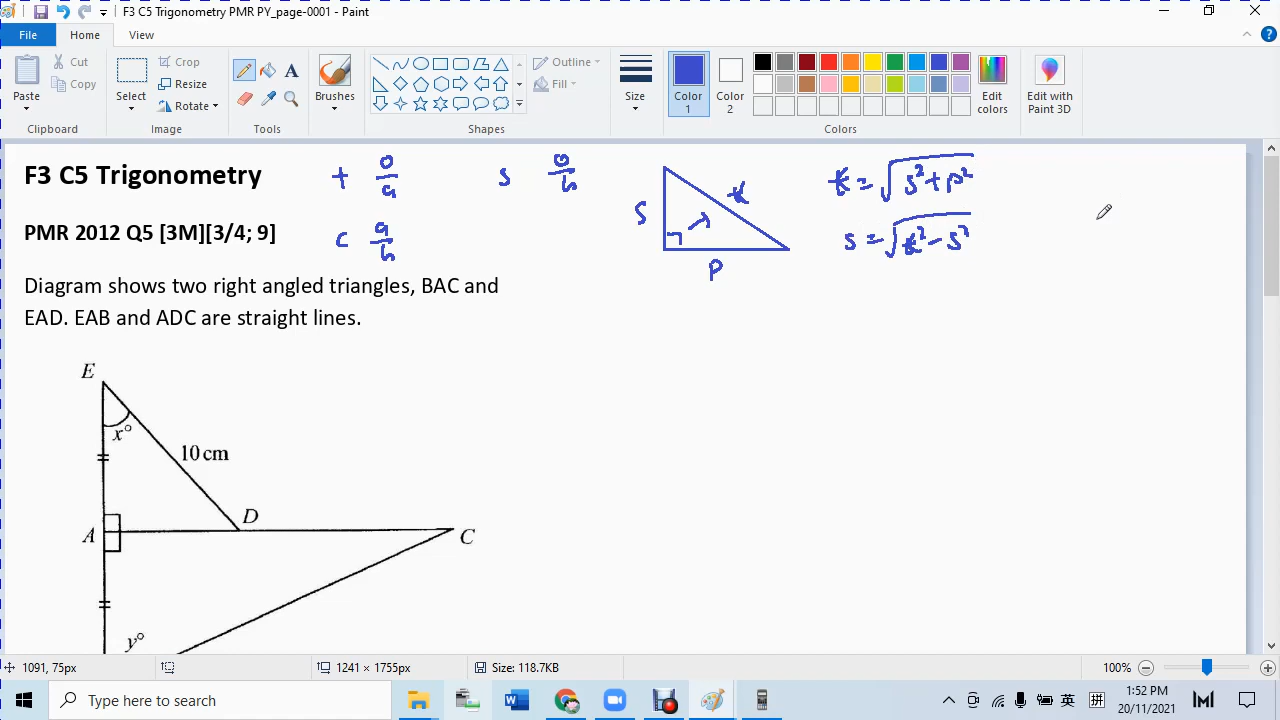 F3 C5 Trigonometry PMR PY_page-0001 - Paint
File Home View
Paste Cut Copy Select Crop Resize Rotate Brushes Outline Fill Size Color 1 Color 2 Edit colors Edit with Paint 3D
Clipboard Image Tools Shapes Colors
F3 C5 Trigonometry
t o/a s o/h
c a/h
PMR 2012 Q5 [3M][3/4; 9]
S t P
t = √s²+p²
s = √t²-s²
Diagram shows two right angled triangles, BAC and
EAD. EAB and ADC are straight lines.
E
x°
10 cm
D
A
C
y°
1091, 75px 1241 × 1755px Size: 118.7KB 100%
Type here to search
英 拼 1:52 PM
20/11/2021